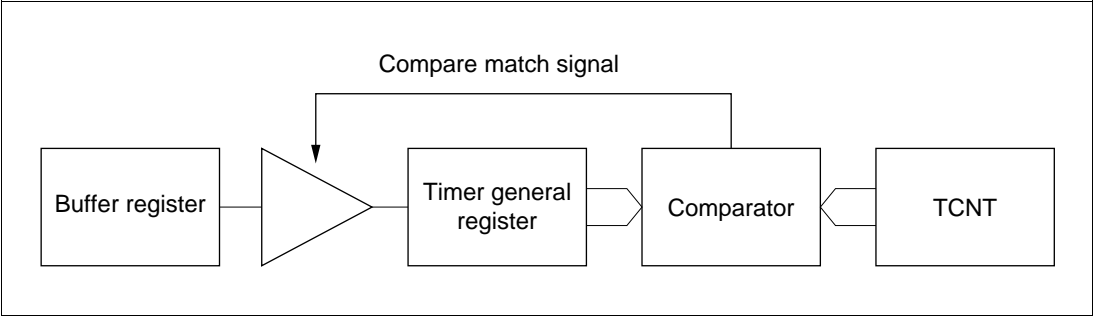 Compare match signal
Buffer register
Timer general
register
Comparator
TCNT